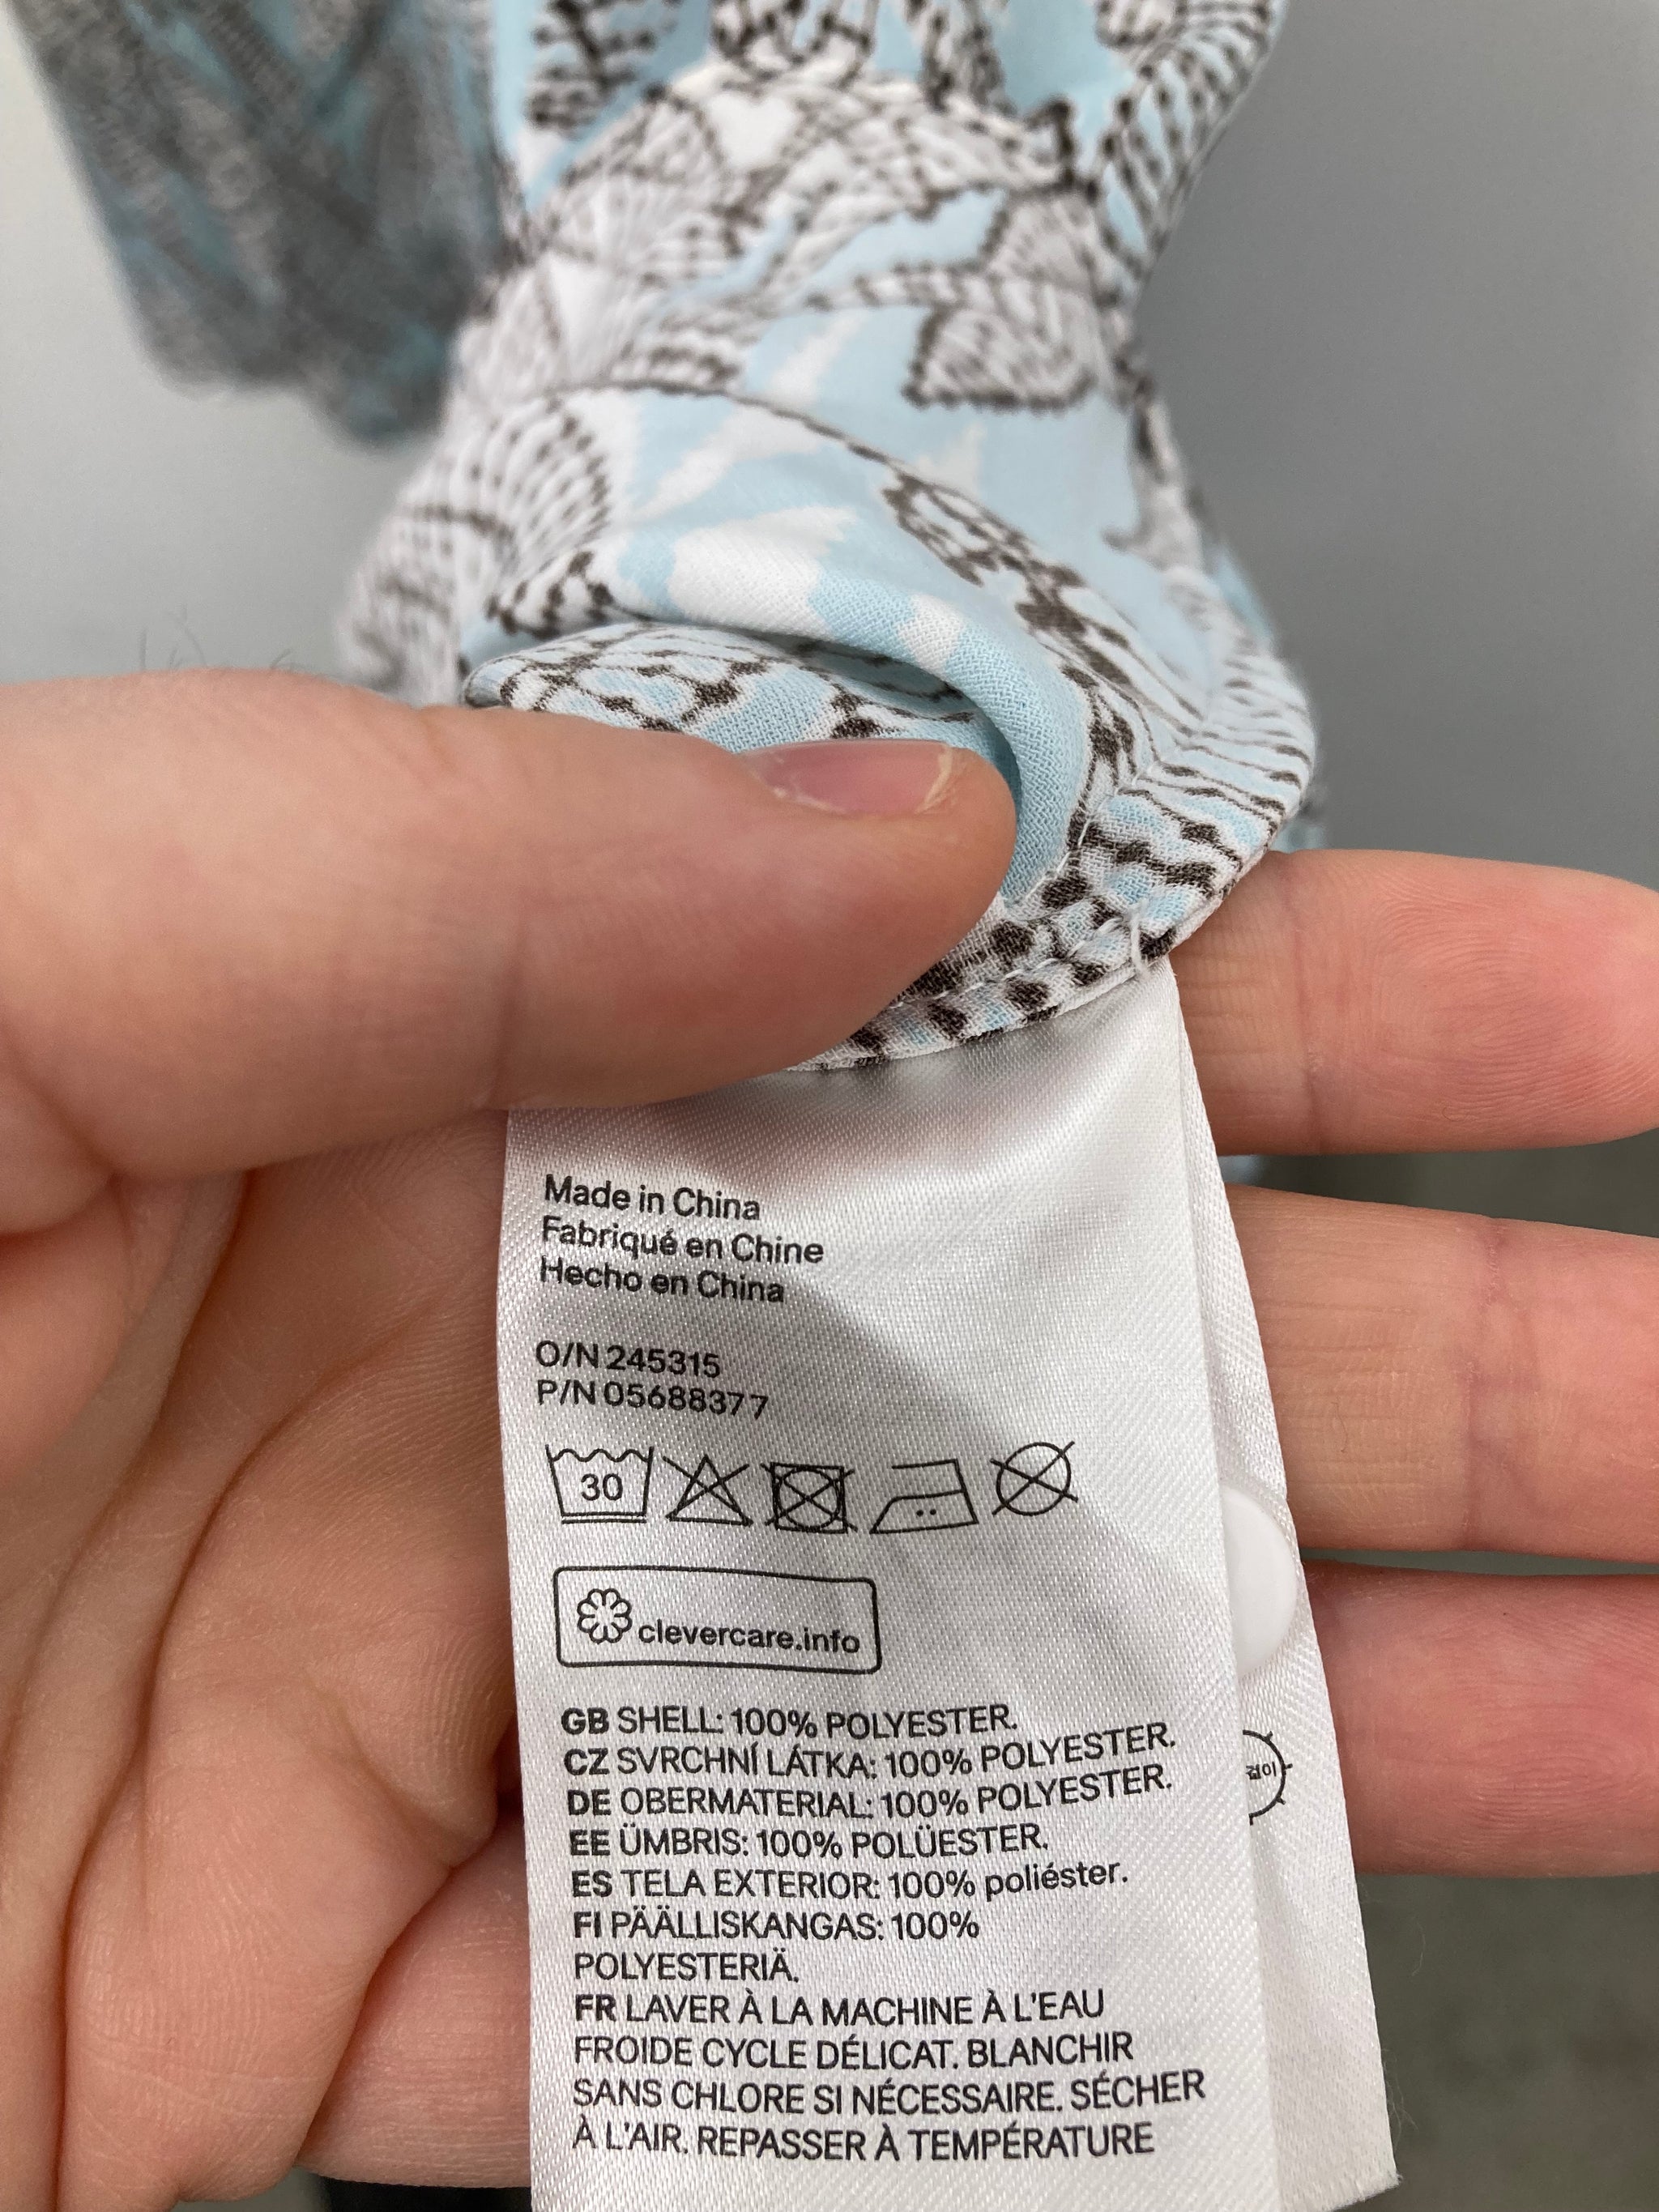 Made in China
Fabriqué en Chine
Hecho en China
O/N 245315
P/N 05688377
30
clevercare.info
GB SHELL: 100% POLYESTER.
CZ SVRCHNÍ LÁTKA: 100% POLYESTER.
DE OBERMATERIAL: 100% POLYESTER.
EE ÜMBRIS: 100% POLÜESTER.
ES TELA EXTERIOR: 100% poliéster.
FI PÄÄLLISKANGAS: 100%
POLYESTERIÄ.
FR LAVER À LA MACHINE À L'EAU
FROIDE CYCLE DÉLICAT. BLANCHIR
SANS CHLORE SI NÉCESSAIRE. SÉCHER
À L'AIR. REPASSER À TEMPÉRATURE
걸이